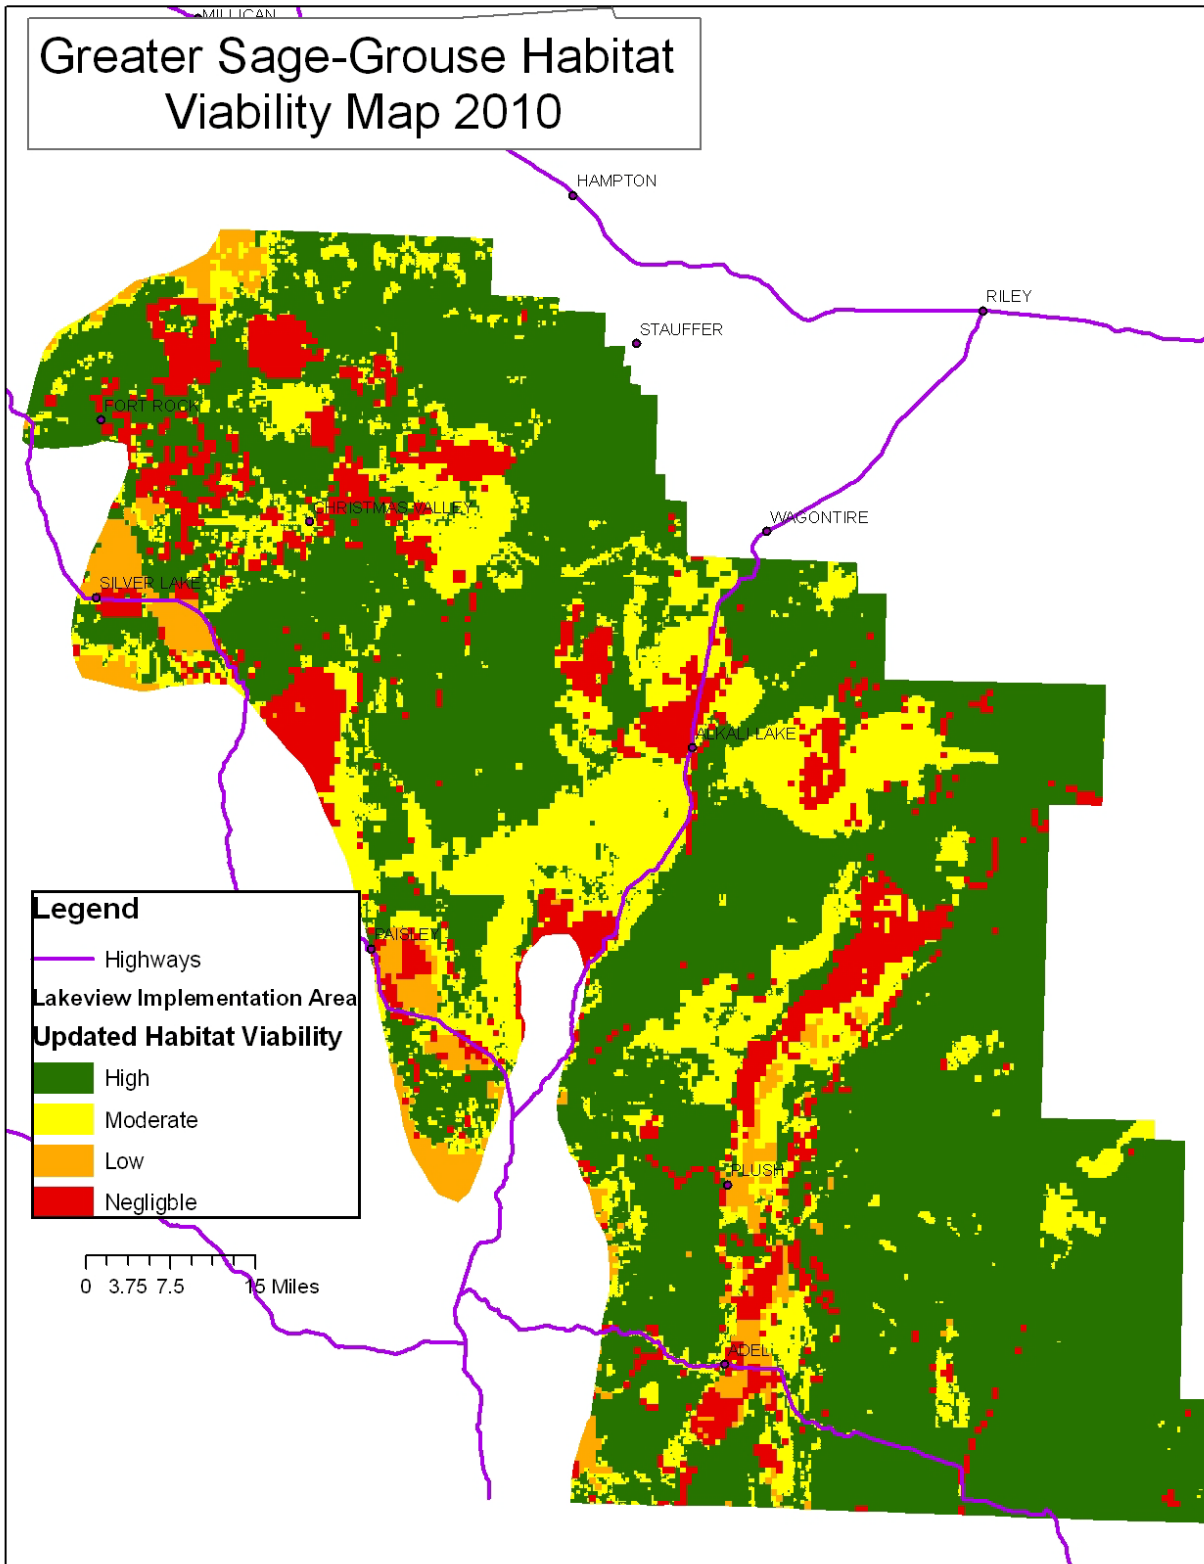 MILLICAN
Greater Sage-Grouse Habitat
Viability Map 2010
HAMPTON
RILEY
STAUFFER
FORT ROCK
CHRISTMAS VALLEY
WAGONTIRE
SILVER LAKE
ALKALI LAKE
PAISLEY
Legend
Highways
Lakeview Implementation Area
Updated Habitat Viability
High
Moderate
Low
Negligble
PLUSH
0 3.75 7.5 15 Miles
ADEL